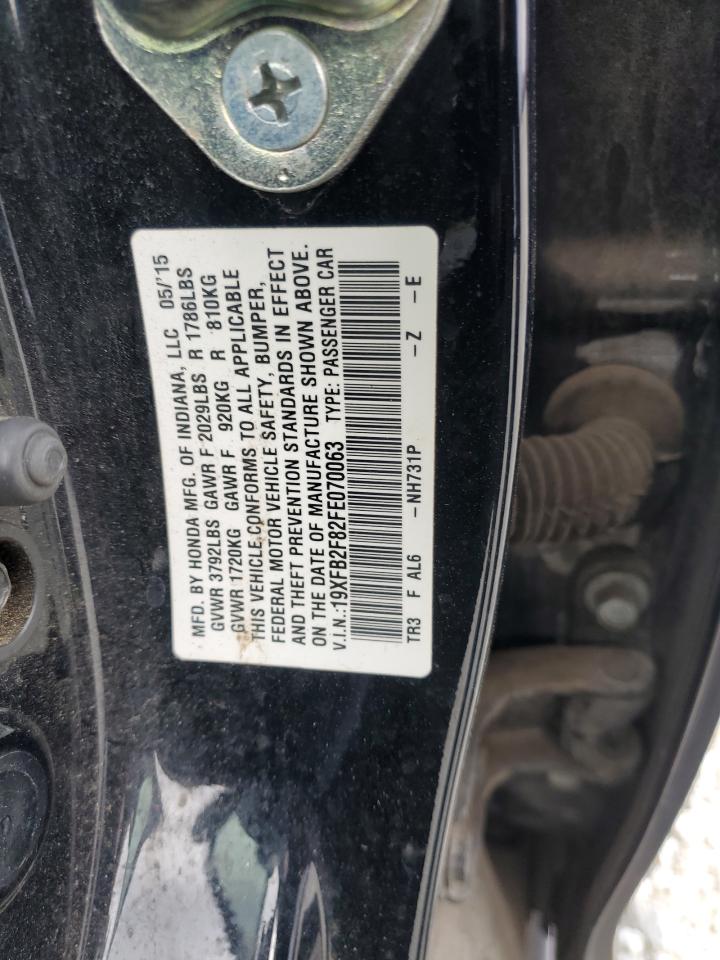 MFD. BY HONDA MFG. OF INDIANA, LLC 05/'15
GVWR 3792LBS GAWR F 2029LBS R 1786LBS
GVWR 1720KG GAWR F 920KG R 810KG
THIS VEHICLE CONFORMS TO ALL APPLICABLE
FEDERAL MOTOR VEHICLE SAFETY, BUMPER,
AND THEFT PREVENTION STANDARDS IN EFFECT
ON THE DATE OF MANUFACTURE SHOWN ABOVE.
V.I.N.:19XFB2F82FE070063 TYPE: PASSENGER CAR
TR3 F AL6 -NH731P -Z -E